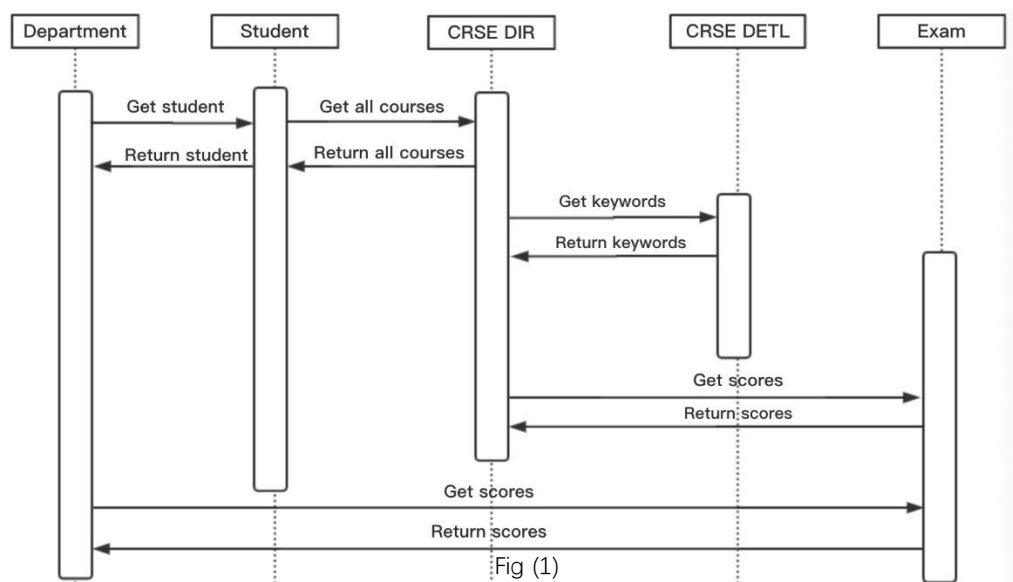 Department
Student
CRSE DIR
CRSE DETL
Exam
Get student
Get all courses
Return student
Return all courses
Get keywords
Return keywords
Get scores
Return scores
Get scores
Return scores
Fig (1)